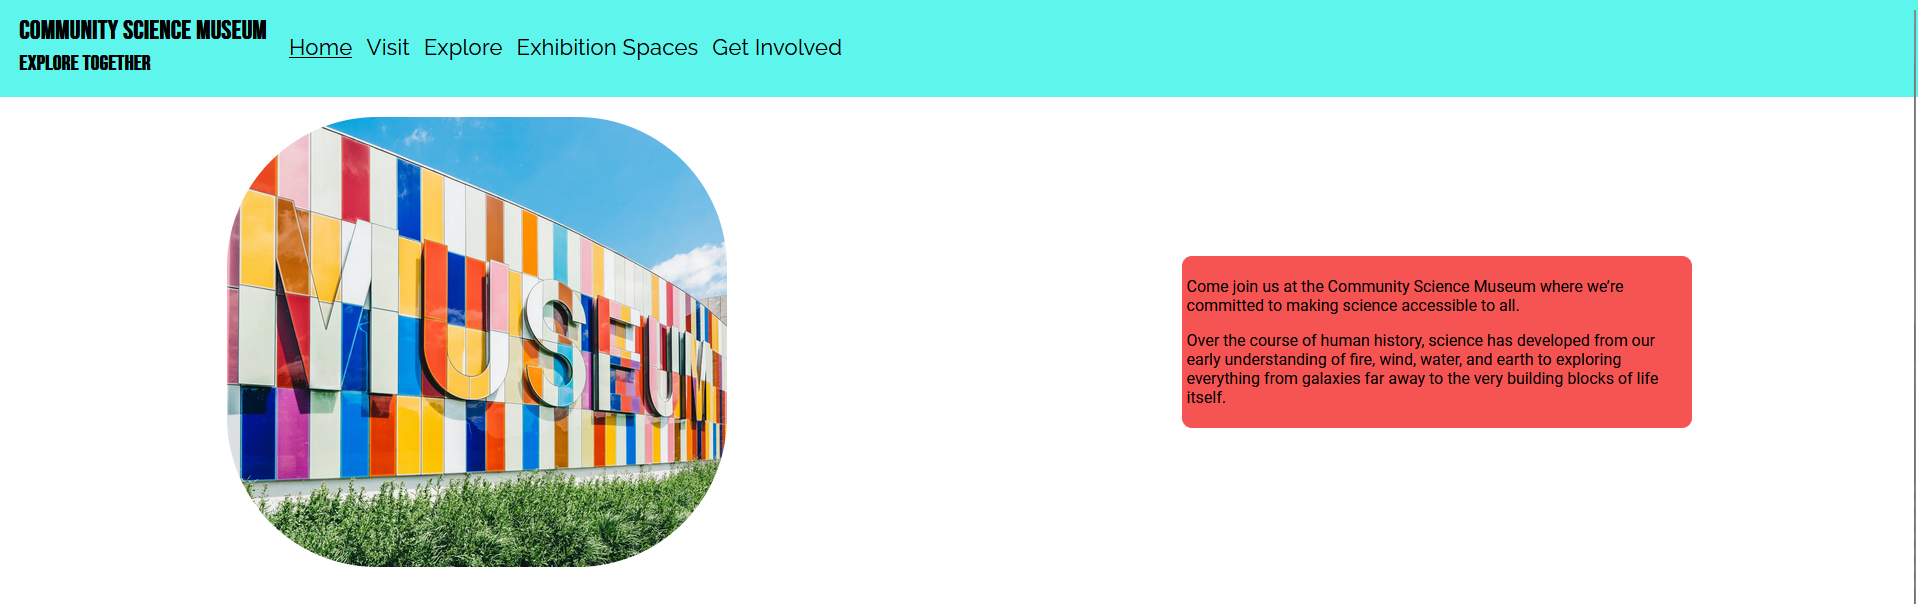 COMMUNITY SCIENCE MUSEUM
EXPLORE TOGETHER
Home Visit Explore Exhibition Spaces Get Involved
MUSEUM
Come join us at the Community Science Museum where we’re
committed to making science accessible to all.
Over the course of human history, science has developed from our
early understanding of fire, wind, water, and earth to exploring
everything from galaxies far away to the very building blocks of life
itself.